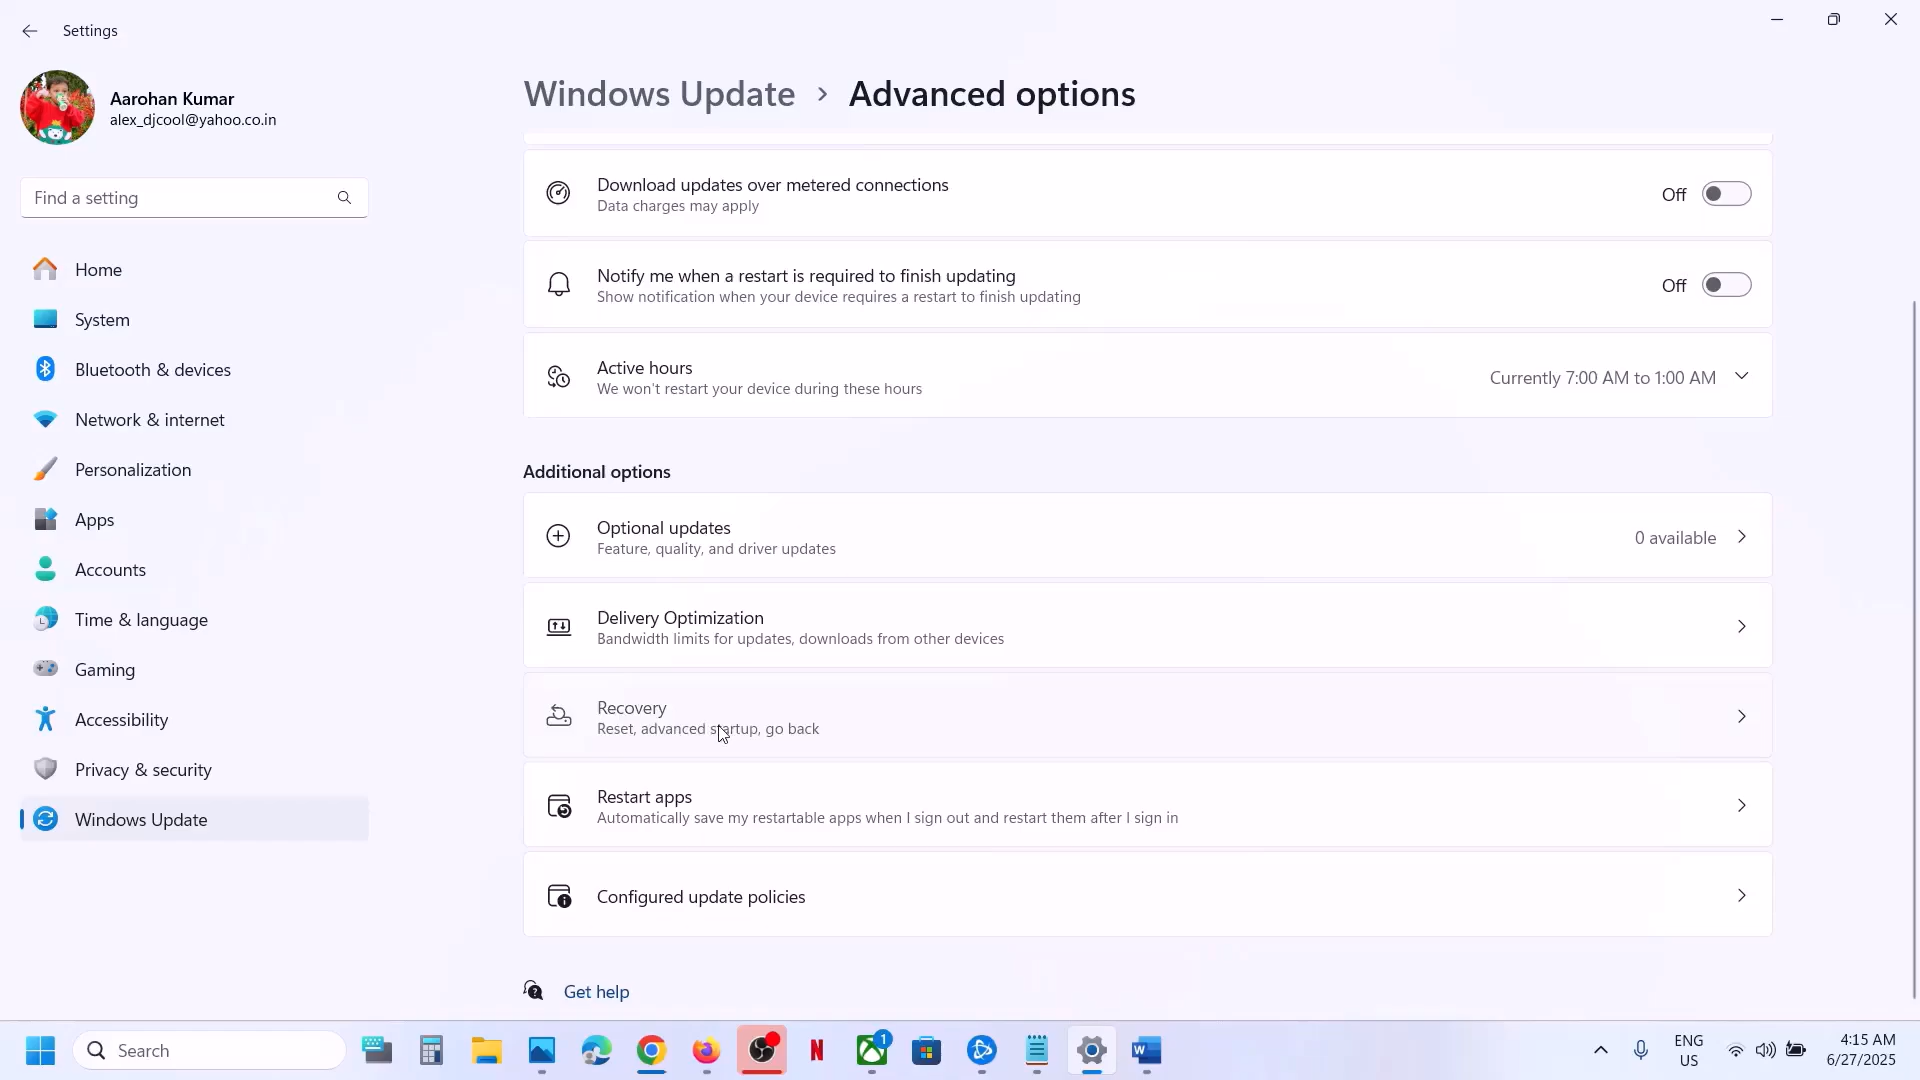 Settings
Aarohan Kumar
alex_djcool@yahoo.co.in
Find a setting
Home
System
Bluetooth & devices
Network & internet
Personalization
Apps
Accounts
Time & language
Gaming
Accessibility
Privacy & security
Windows Update
Windows Update > Advanced options
Download updates over metered connections
Data charges may apply
Off
Notify me when a restart is required to finish updating
Show notification when your device requires a restart to finish updating
Off
Active hours
We won't restart your device during these hours
Currently 7:00 AM to 1:00 AM
Additional options
Optional updates
Feature, quality, and driver updates
0 available
Delivery Optimization
Bandwidth limits for updates, downloads from other devices
Recovery
Reset, advanced startup, go back
Restart apps
Automatically save my restartable apps when I sign out and restart them after I sign in
Configured update policies
Get help
Search
1
ENG
US
4:15 AM
6/27/2025